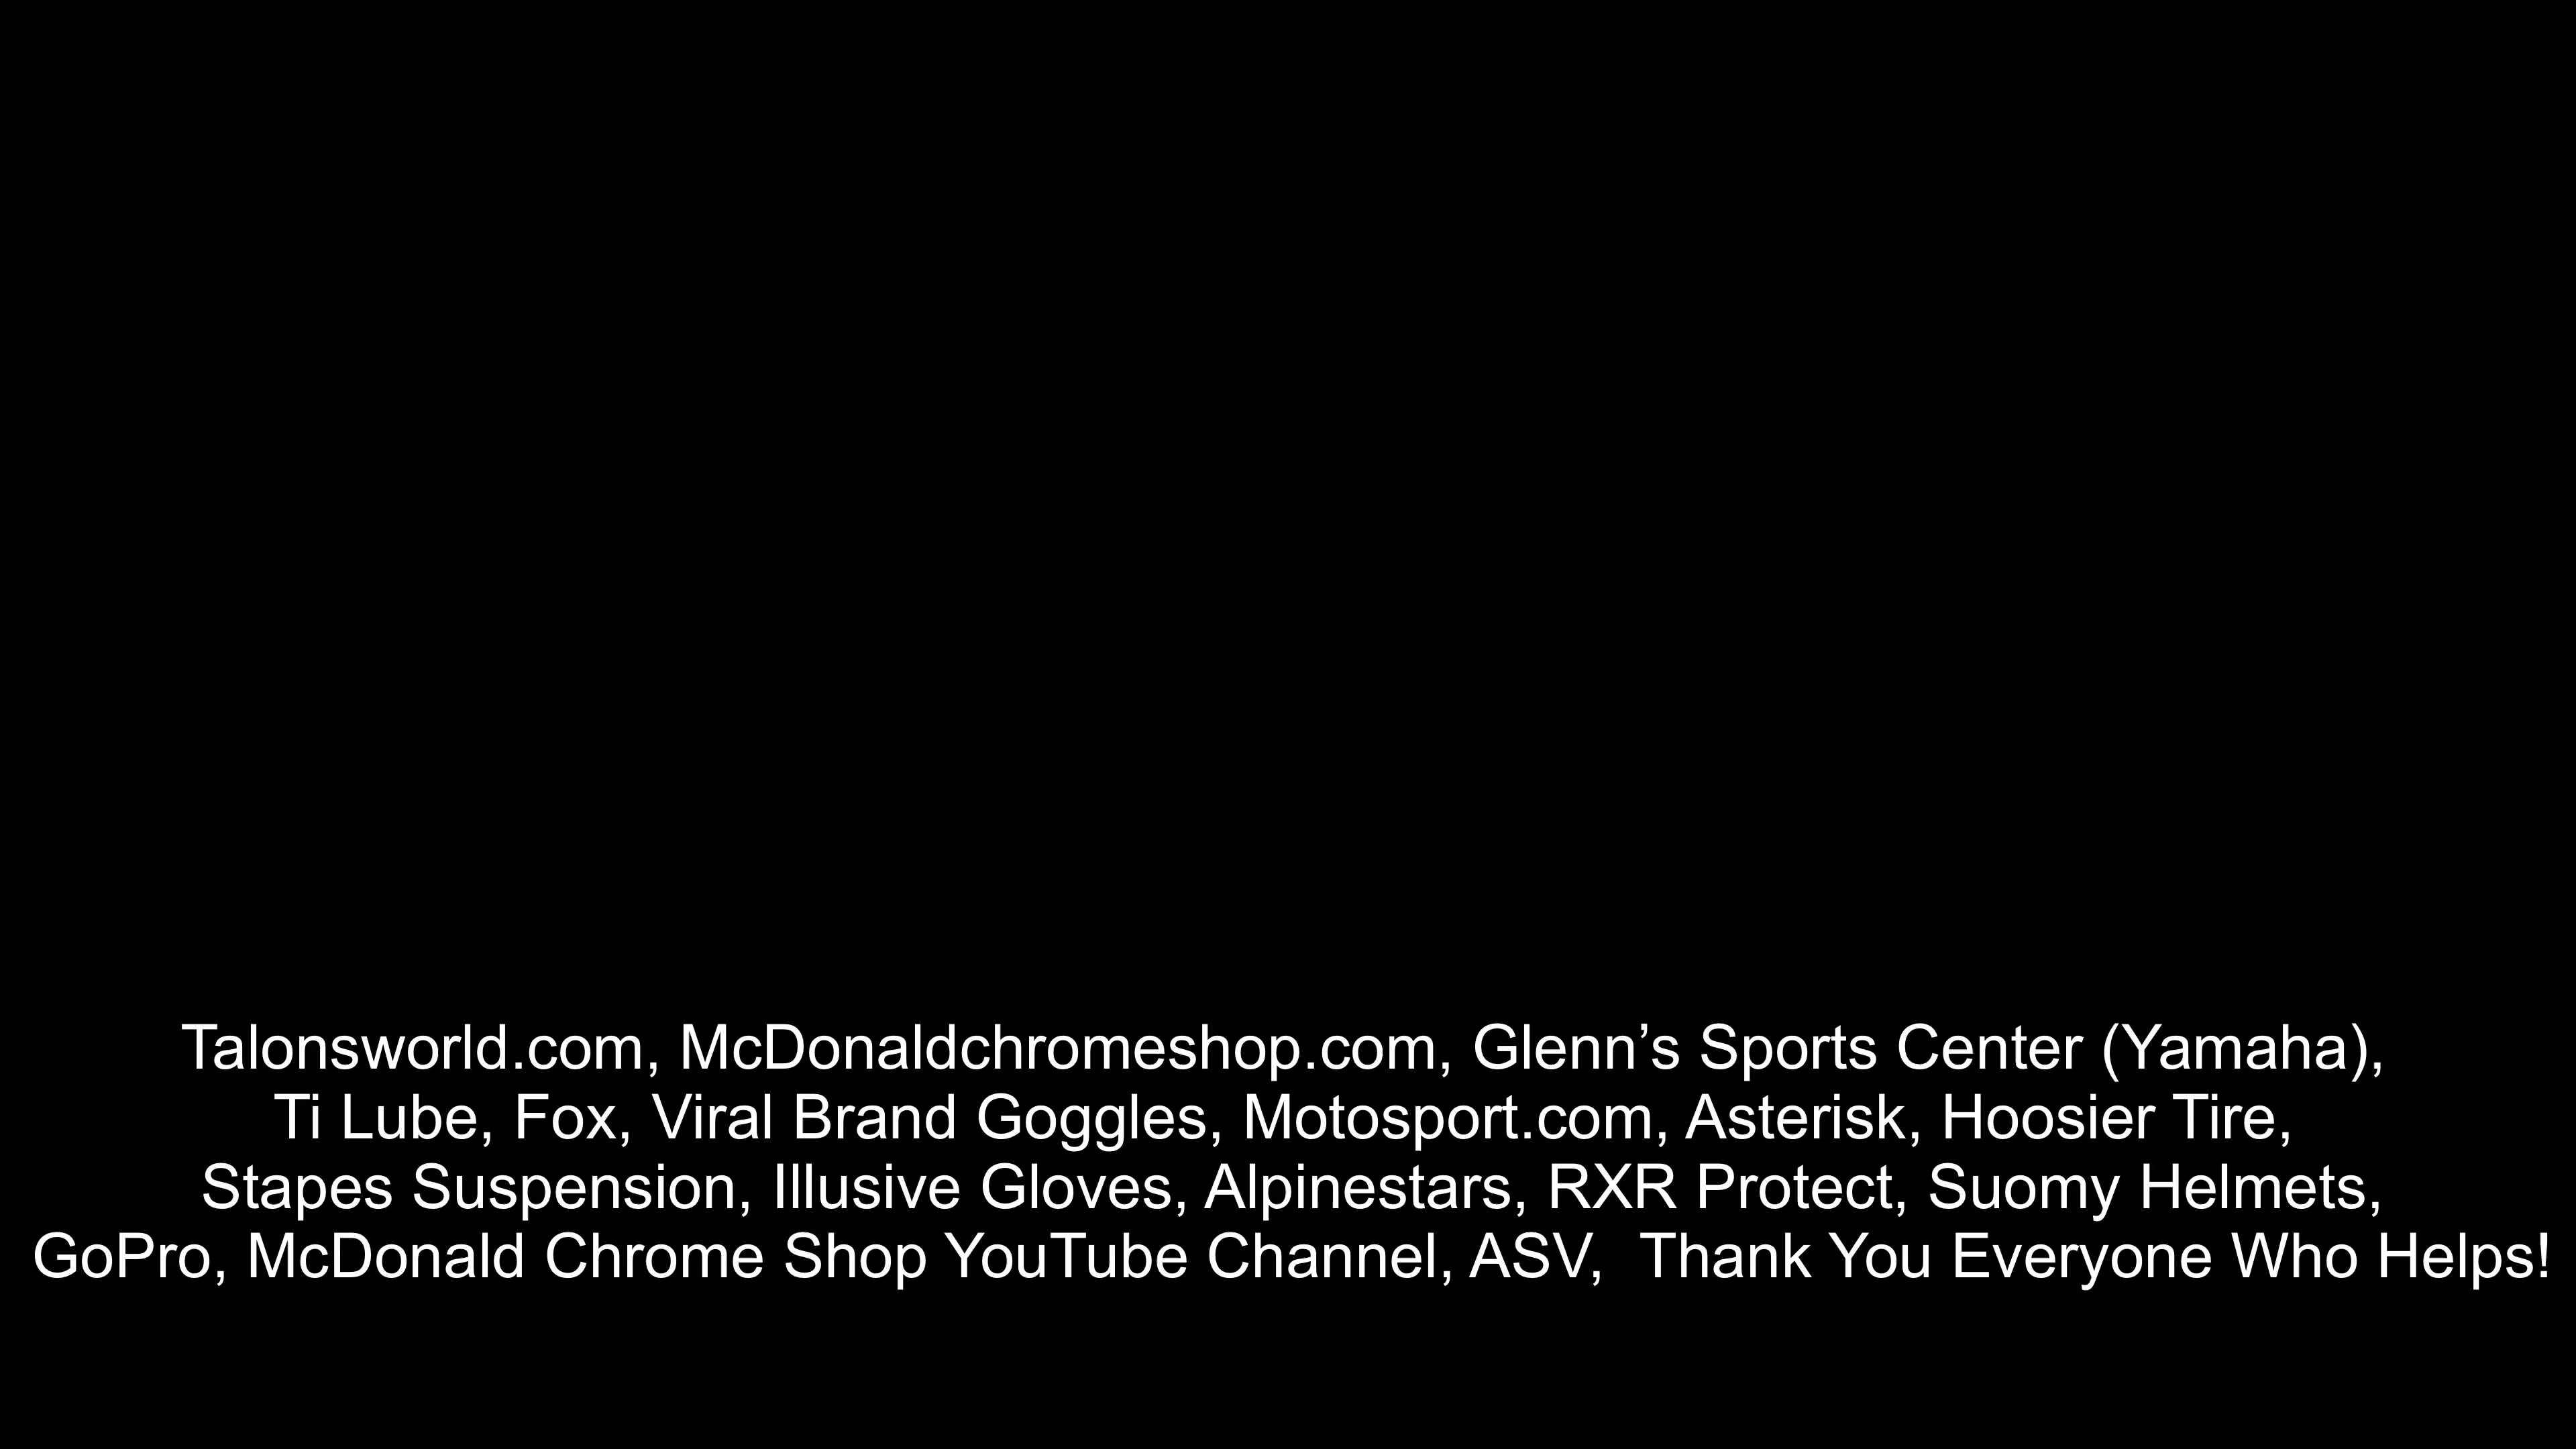 Talonsworld.com, McDonaldchromeshop.com, Glenn’s Sports Center (Yamaha),
Ti Lube, Fox, Viral Brand Goggles, Motosport.com, Asterisk, Hoosier Tire,
Stapes Suspension, Illusive Gloves, Alpinestars, RXR Protect, Suomy Helmets,
GoPro, McDonald Chrome Shop YouTube Channel, ASV,  Thank You Everyone Who Helps!